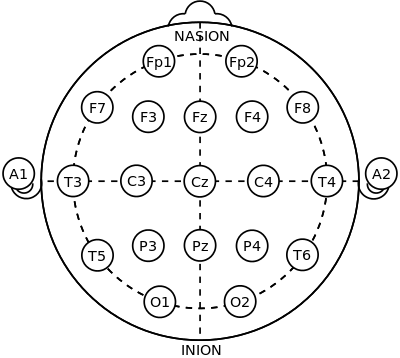 NASION
Fp1 Fp2
F7 F3 Fz F4 F8
A1 T3 C3 Cz C4 T4 A2
T5 P3 Pz P4 T6
O1 O2
INION